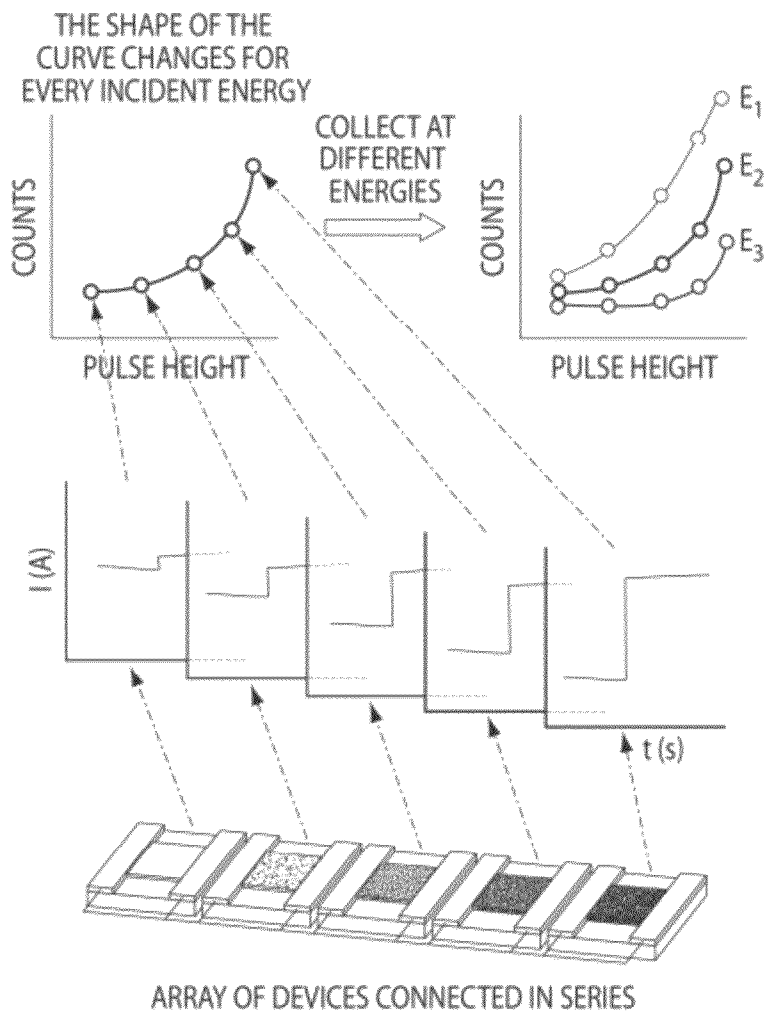 THE SHAPE OF THE
CURVE CHANGES FOR
EVERY INCIDENT ENERGY
COUNTS
PULSE HEIGHT
COLLECT AT
DIFFERENT
ENERGIES
COUNTS
E1
E2
E3
PULSE HEIGHT
I (A)
t (s)
ARRAY OF DEVICES CONNECTED IN SERIES